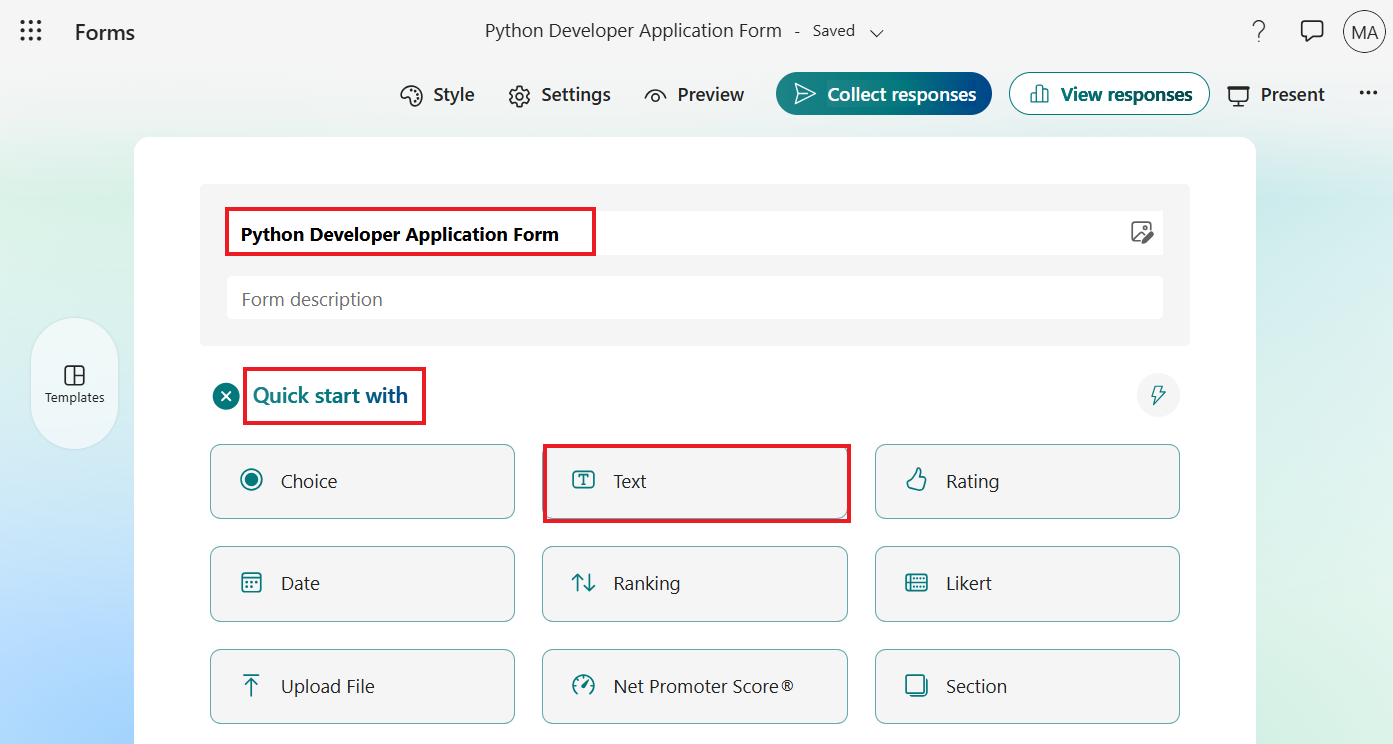 Forms
Python Developer Application Form - Saved
?
MA
Style
Settings
Preview
Collect responses
View responses
Present
...
Python Developer Application Form
Form description
Templates
Quick start with
Choice
Text
Rating
Date
Ranking
Likert
Upload File
Net Promoter Score®
Section